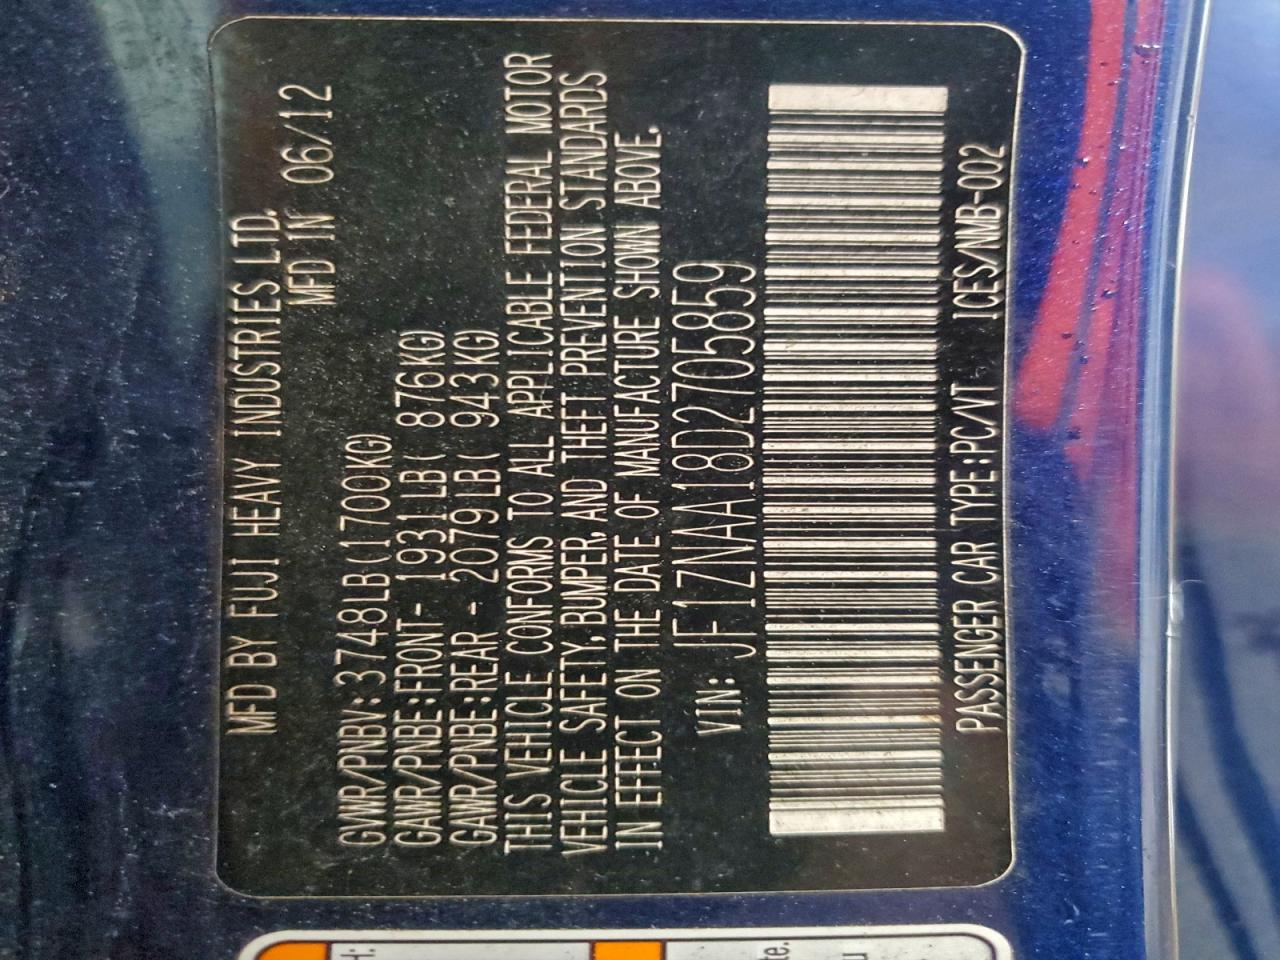 MFD BY FUJI HEAVY INDUSTRIES LTD.
MFD IN 06/12
GVWR/PNBV:3748LB(1700KG)
GAWR/PNBE:FRONT- 1931LB( 876KG)
GAWR/PNBE:REAR - 2079LB( 943KG)
THIS VEHICLE CONFORMS TO ALL APPLICABLE FEDERAL MOTOR
VEHICLE SAFETY, BUMPER, AND THEFT PREVENTION STANDARDS
IN EFFECT ON THE DATE OF MANUFACTURE SHOWN ABOVE.
VIN: JF1ZNAA18D2705859
PASSENGER CAR TYPE:PC/VT ICES/NMB-002
H:
te.